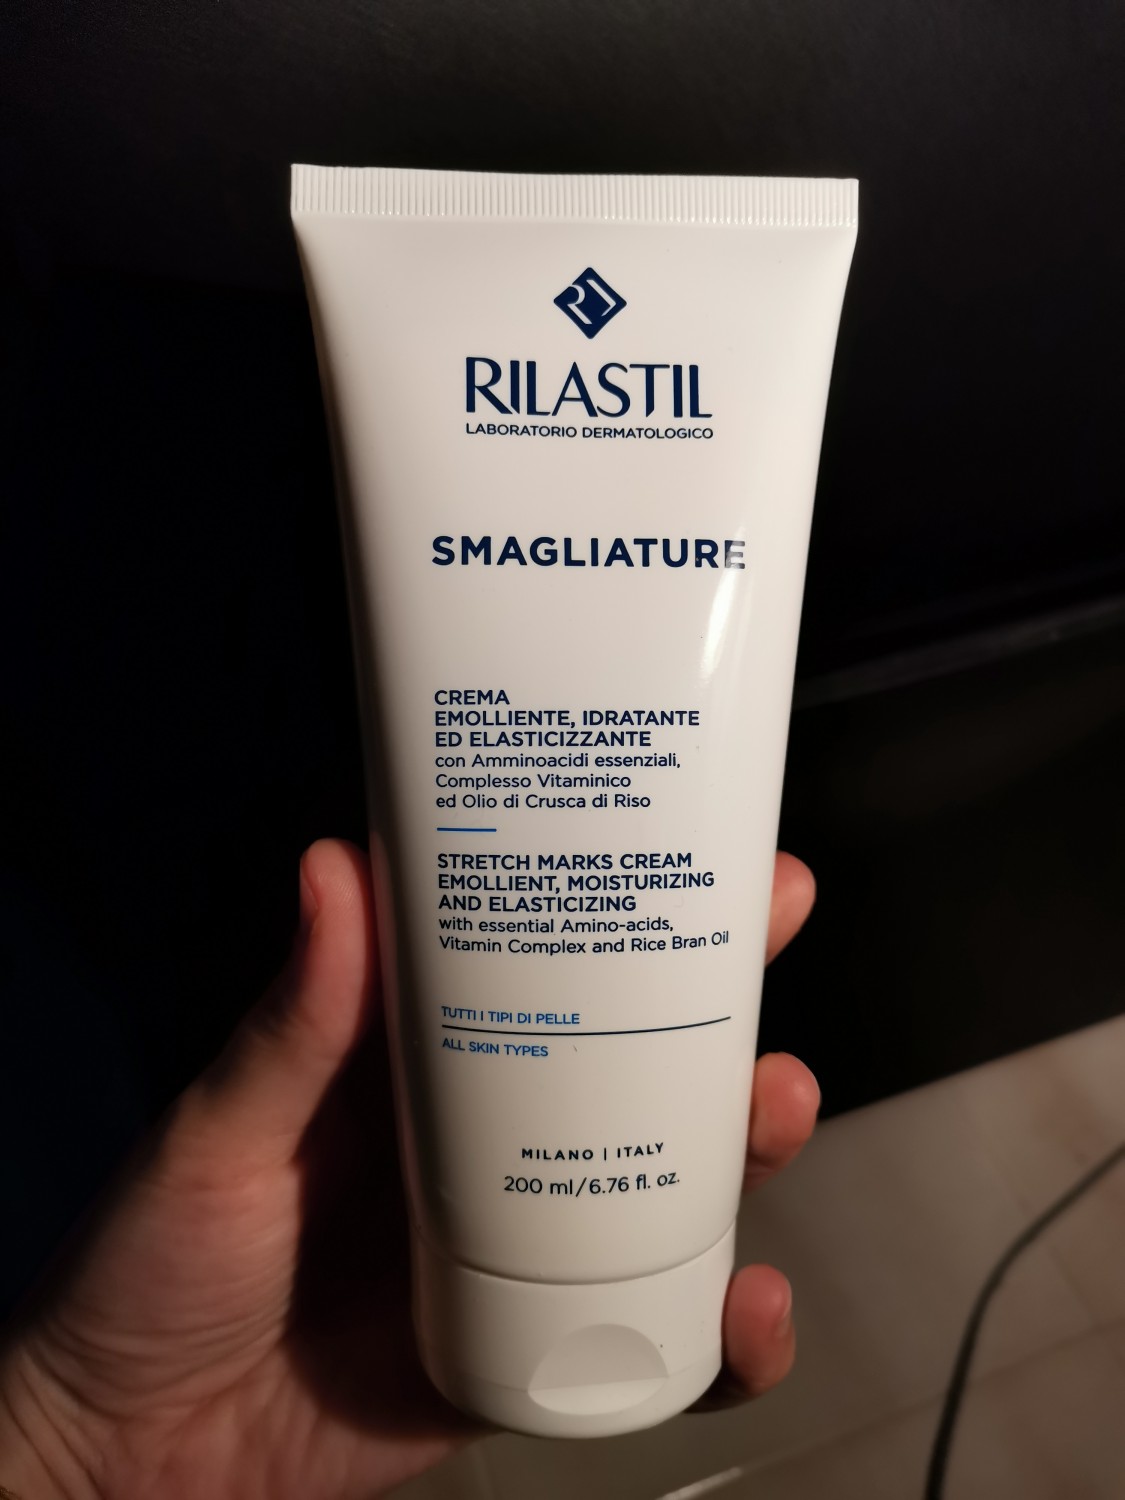 RILASTIL
LABORATORIO DERMATOLOGICO
SMAGLIATURE
CREMA
EMOLLIENTE, IDRATANTE
ED ELASTICIZZANTE
con Amminoacidi essenziali,
Complesso Vitaminico
ed Olio di Crusca di Riso
STRETCH MARKS CREAM
EMOLLIENT, MOISTURIZING
AND ELASTICIZING
with essential Amino-acids,
Vitamin Complex and Rice Bran Oil
TUTTI I TIPI DI PELLE
ALL SKIN TYPES
MILANO | ITALY
200 ml/6.76 fl. oz.